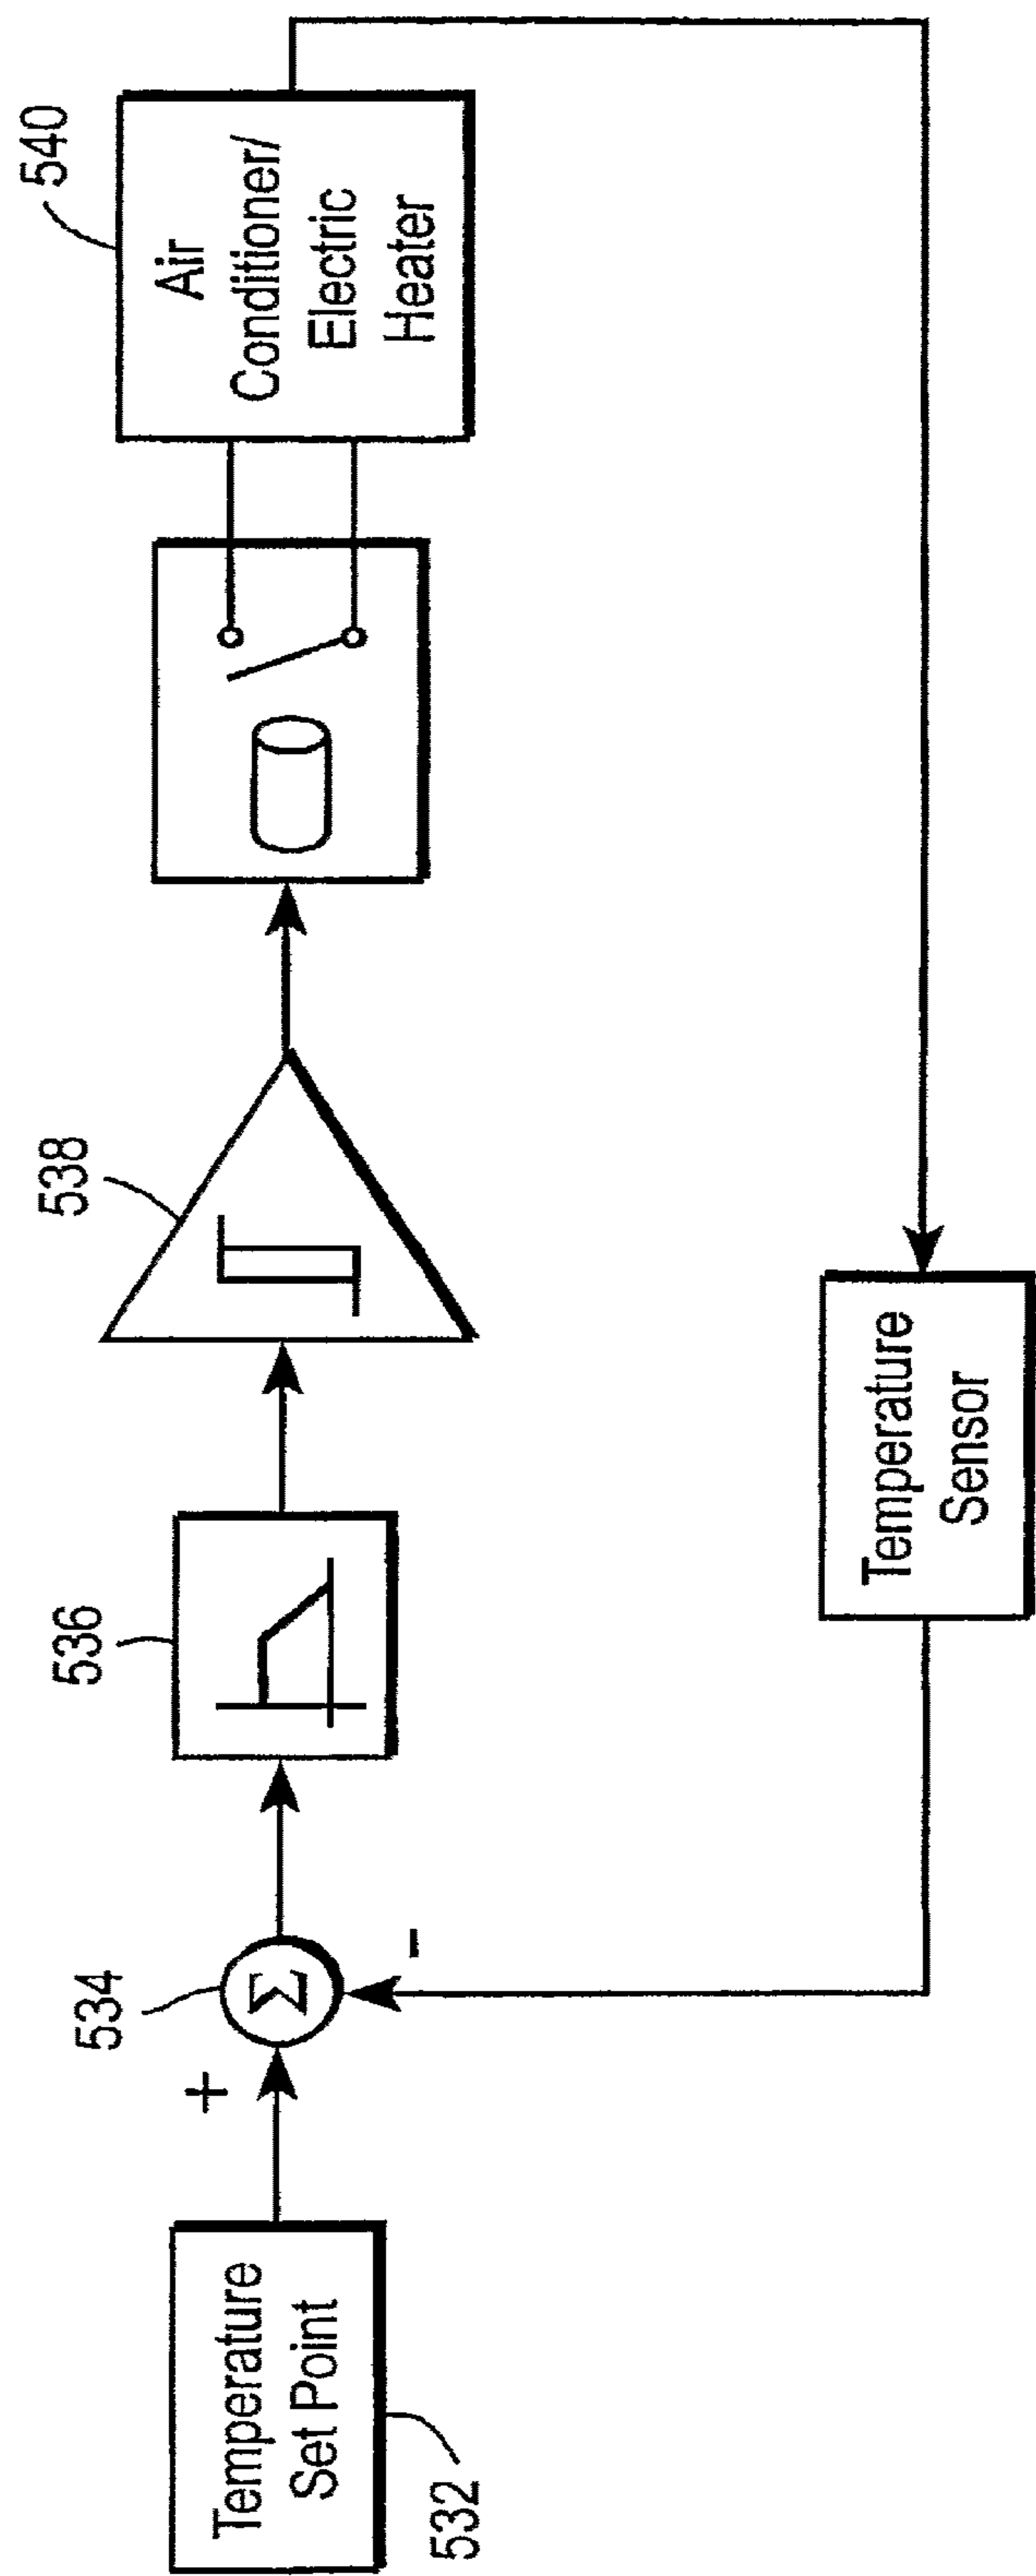 532
Temperature
Set Point
+
534
Σ
-
536
538
540
Air
Conditioner/
Electric
Heater
Temperature
Sensor